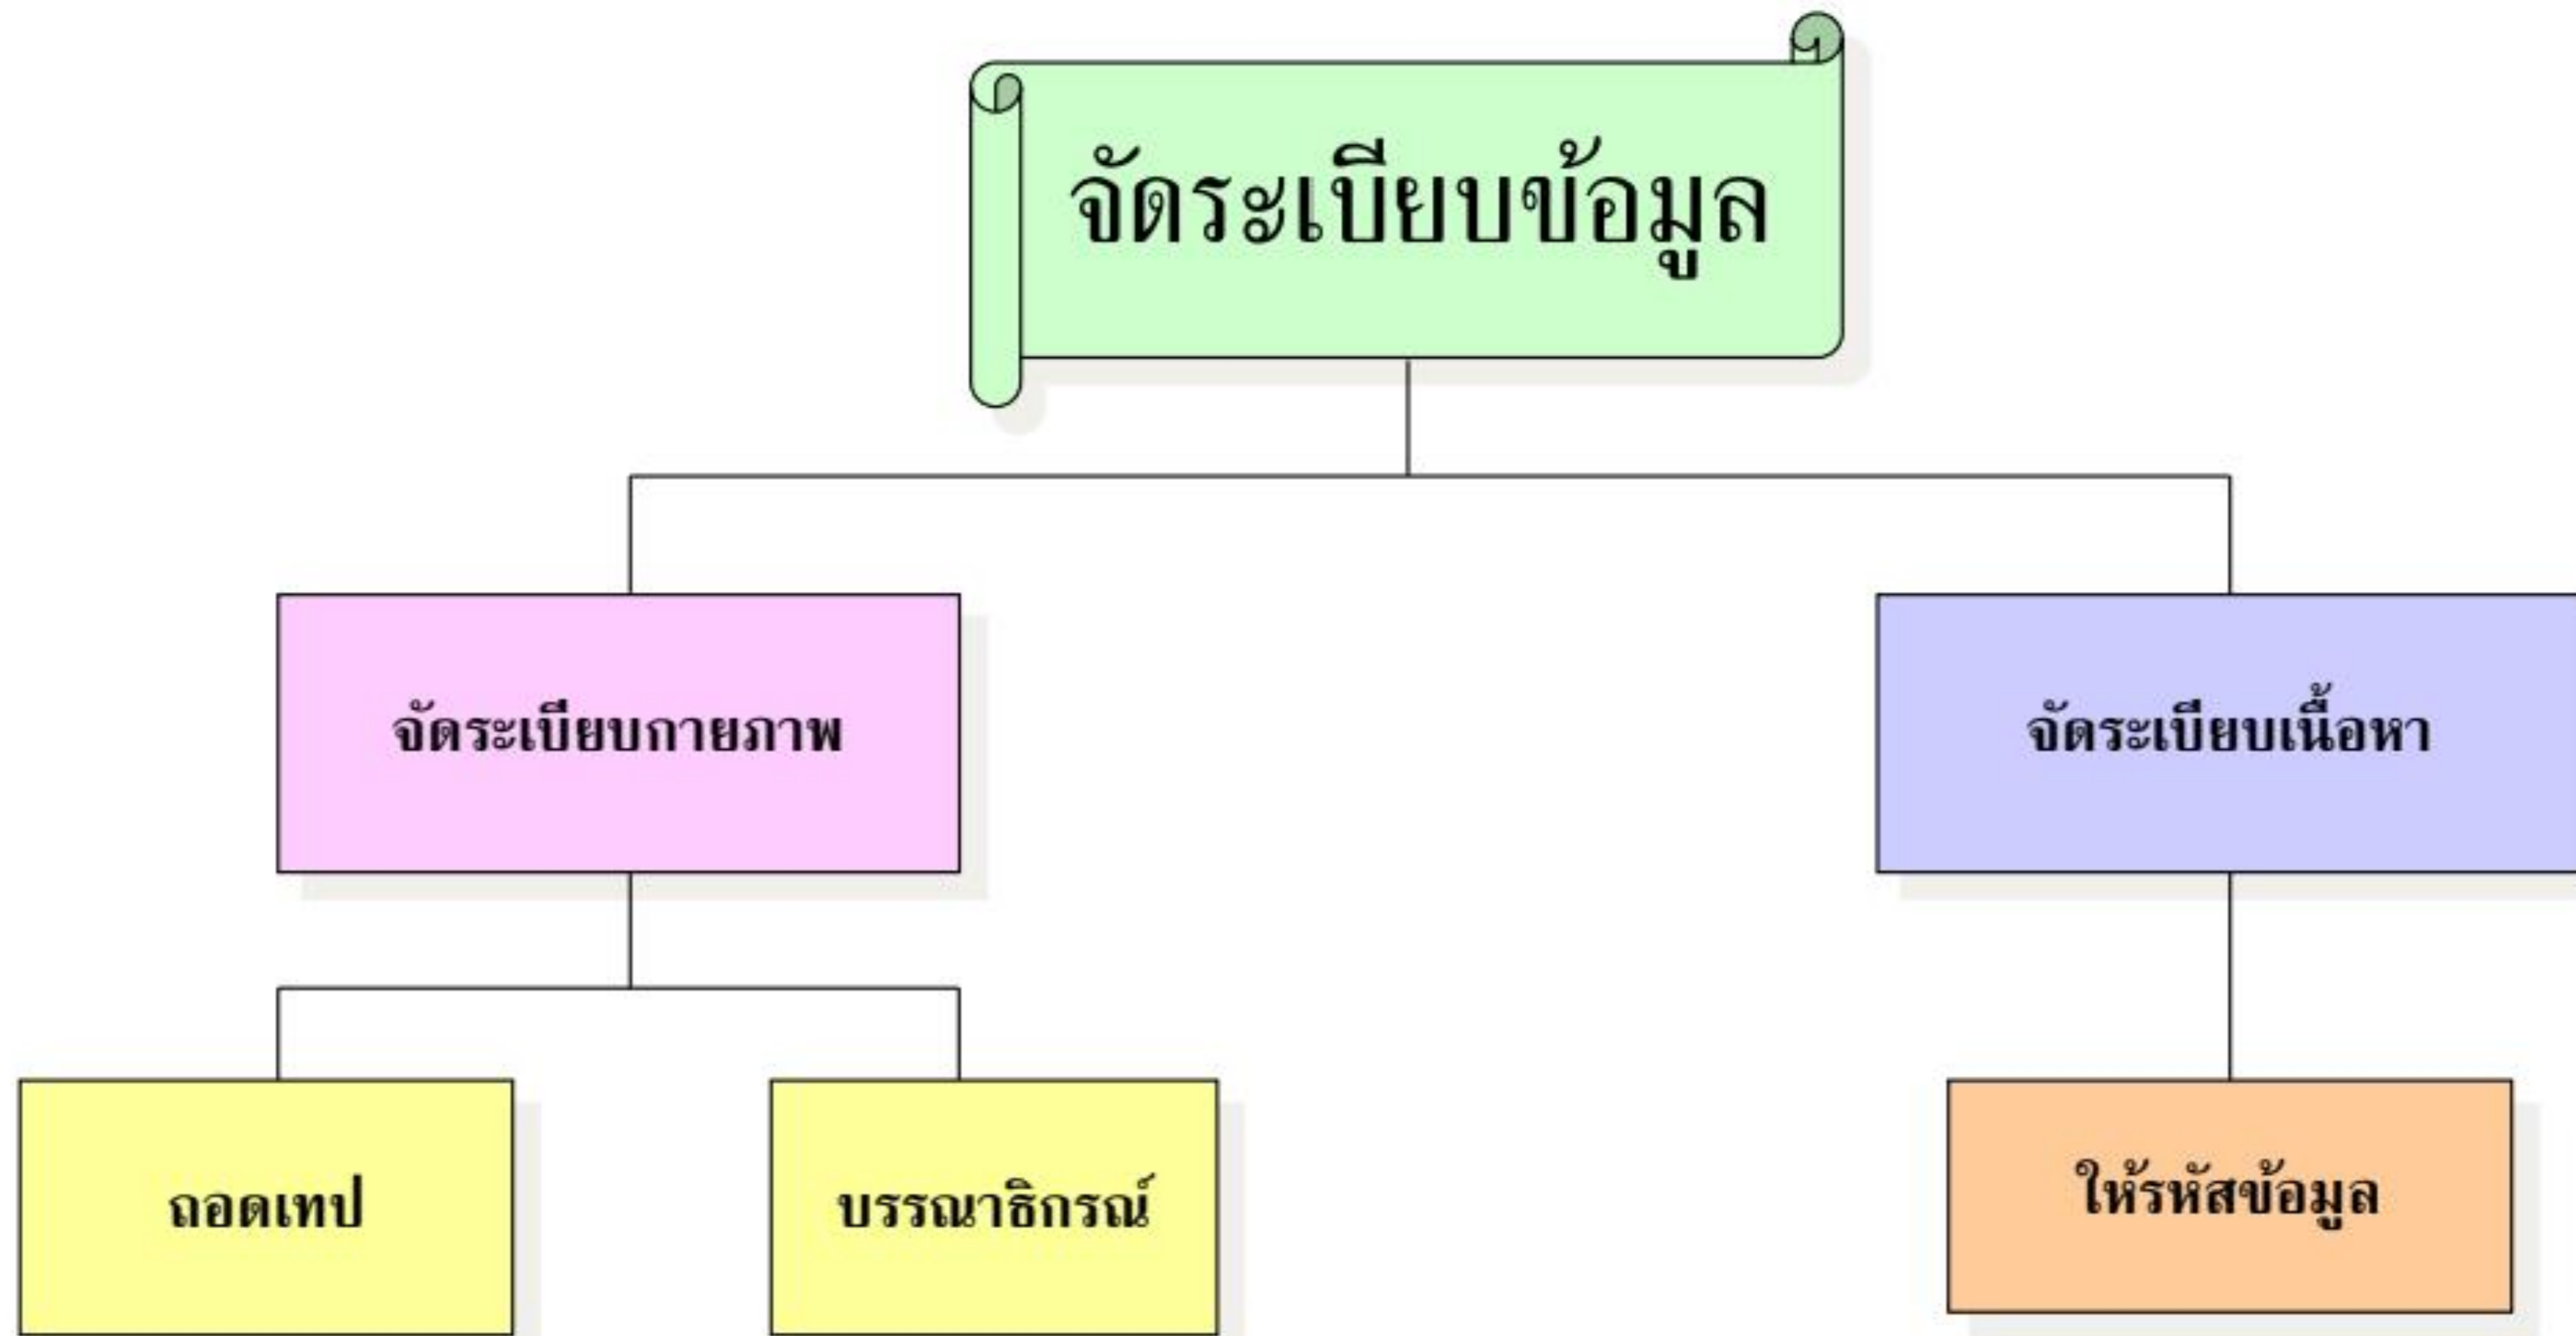 จัดระเบียบข้อมูล
จัดระเบียบกายภาพ
จัดระเบียบเนื้อหา
ถอดเทป
บรรณาธิกรณ์
ให้รหัสข้อมูล